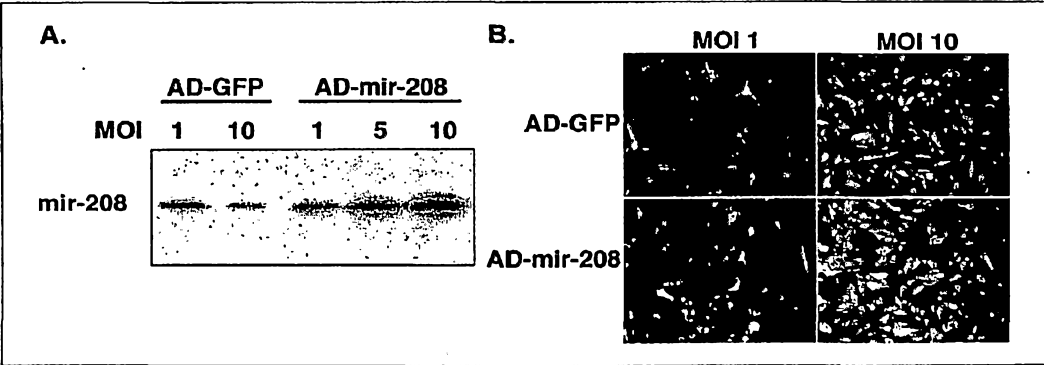 A.
AD-GFP AD-mir-208
MOI 1 10 1 5 10
mir-208
B.
MOI 1 MOI 10
AD-GFP
AD-mir-208